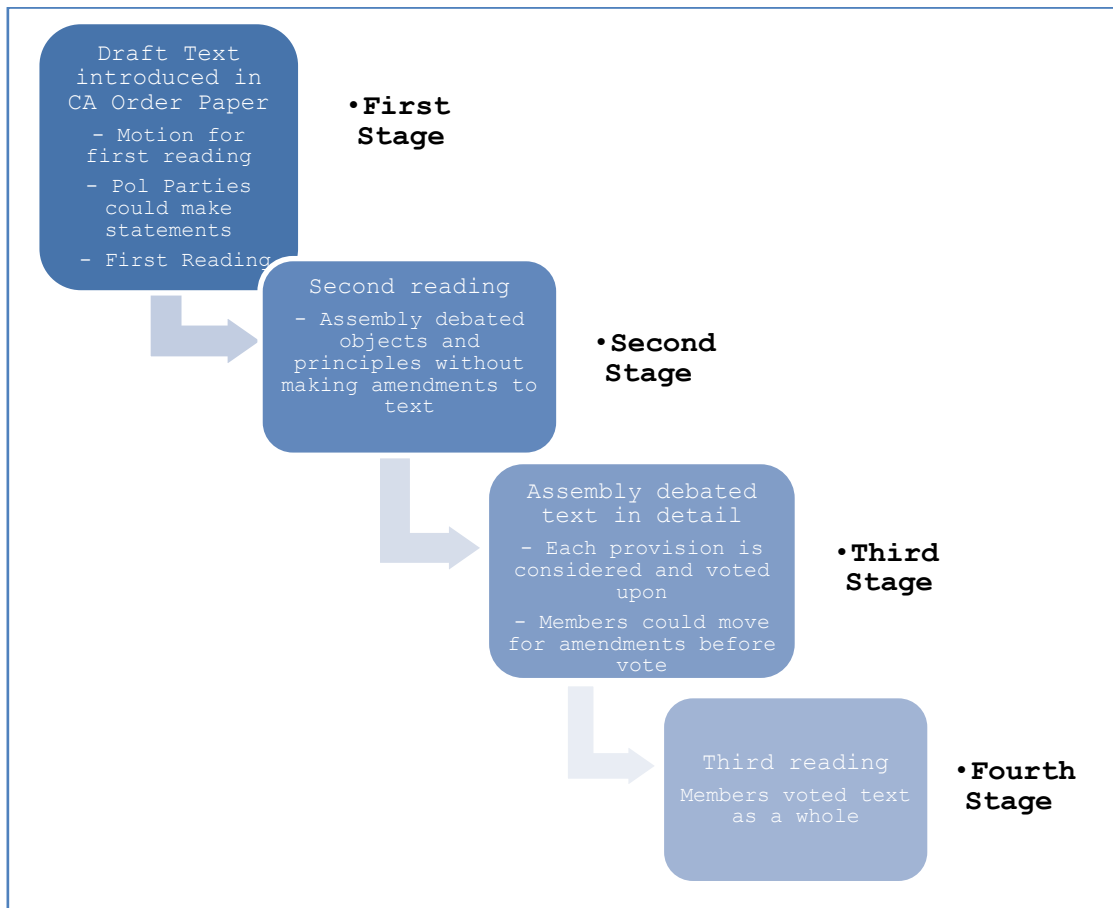 Draft Text
introduced in
CA Order Paper
- Motion for
first reading
- Pol Parties
could make
statements
- First Reading
•First
Stage
Second reading
- Assembly debated
objects and
principles without
making amendments to
text
•Second
Stage
Assembly debated
text in detail
- Each provision is
considered and voted
upon
- Members could move
for amendments before
vote
•Third
Stage
Third reading
Members voted text
as a whole
•Fourth
Stage